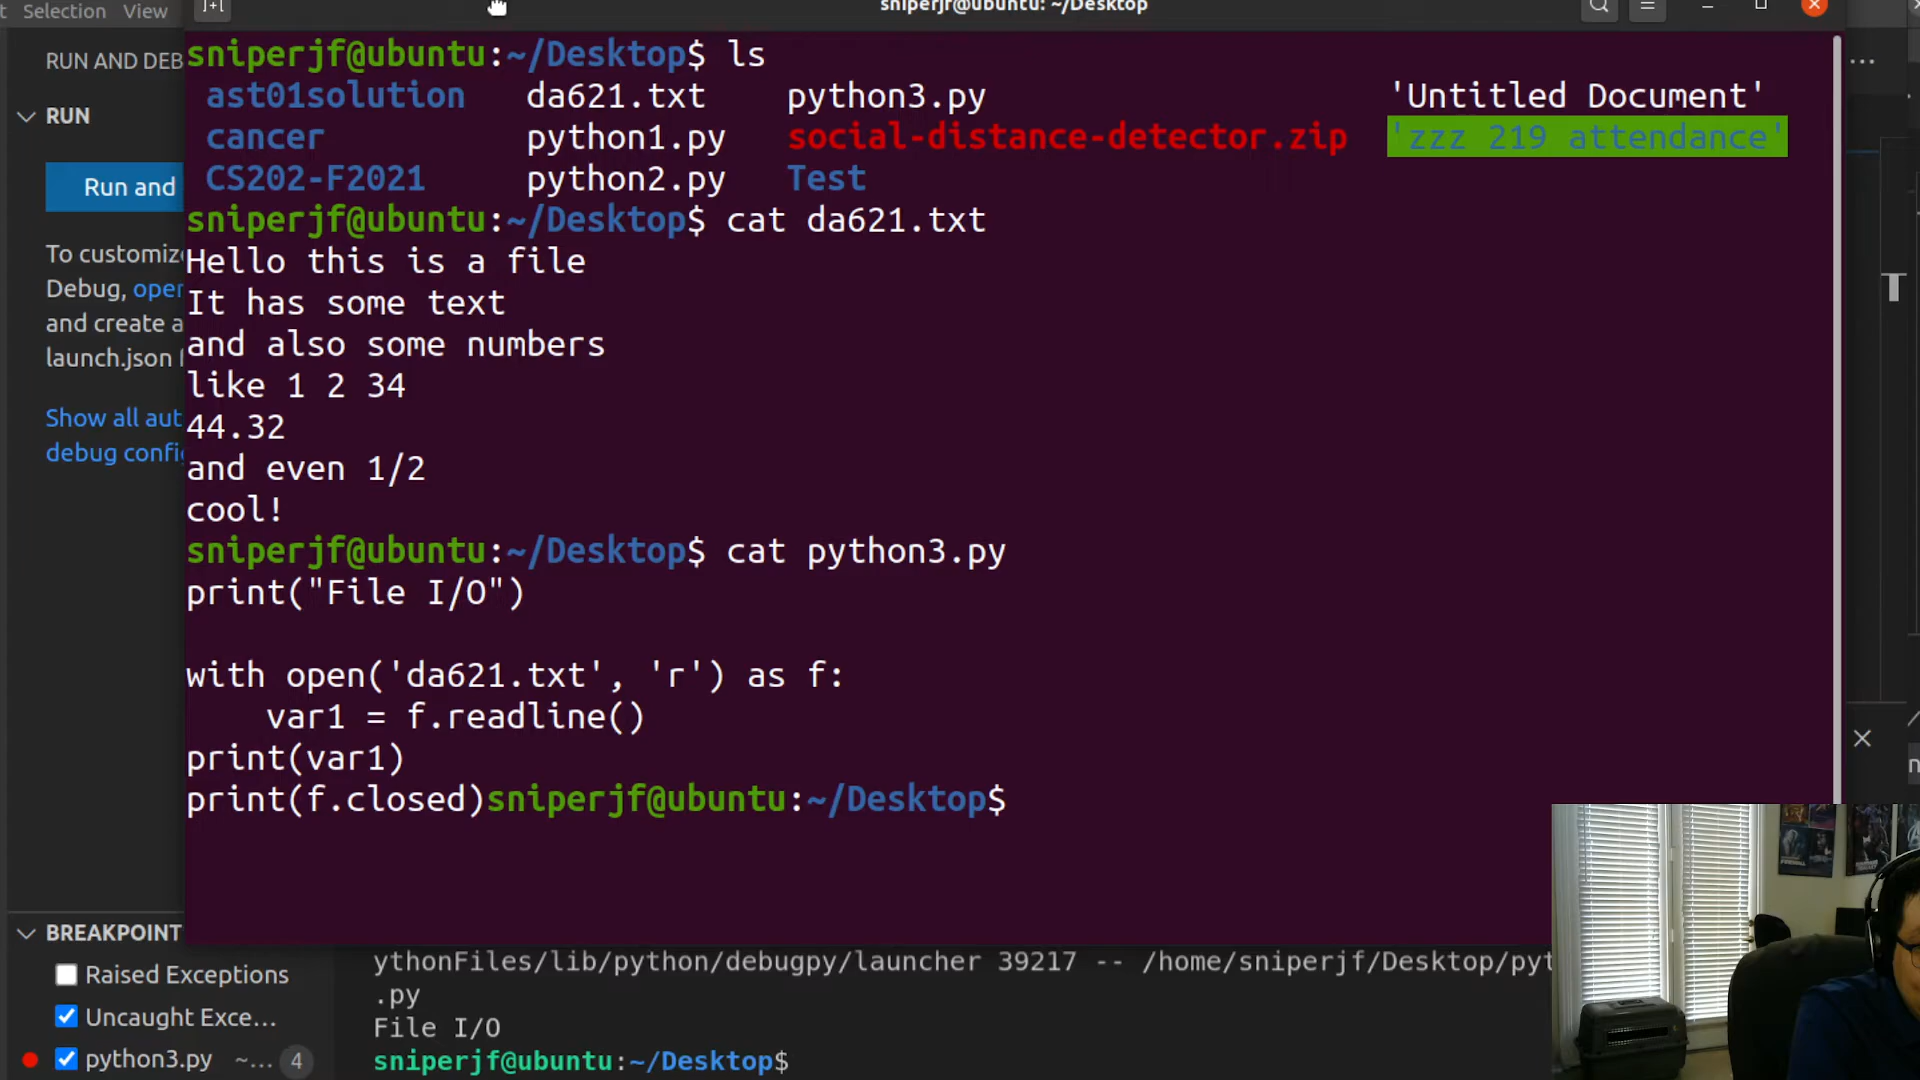 Selection View
sniperjf@ubuntu: ~/Desktop
RUN AND DEB
RUN
Run and
To customize
Debug, open
and create a
launch.json
Show all aut
debug config
sniperjf@ubuntu:~/Desktop$ ls
ast01solution da621.txt python3.py 'Untitled Document'
cancer python1.py social-distance-detector.zip 'zzz 219 attendance'
CS202-F2021 python2.py Test
sniperjf@ubuntu:~/Desktop$ cat da621.txt
Hello this is a file
It has some text
and also some numbers
like 1 2 34
44.32
and even 1/2
cool!
sniperjf@ubuntu:~/Desktop$ cat python3.py
print("File I/O")
with open('da621.txt', 'r') as f:
var1 = f.readline()
print(var1)
print(f.closed)sniperjf@ubuntu:~/Desktop$
BREAKPOINT
Raised Exceptions
Uncaught Exce...
python3.py ~... 4
ythonFiles/lib/python/debugpy/launcher 39217 -- /home/sniperjf/Desktop/pyt
.py
File I/O
sniperjf@ubuntu:~/Desktop$